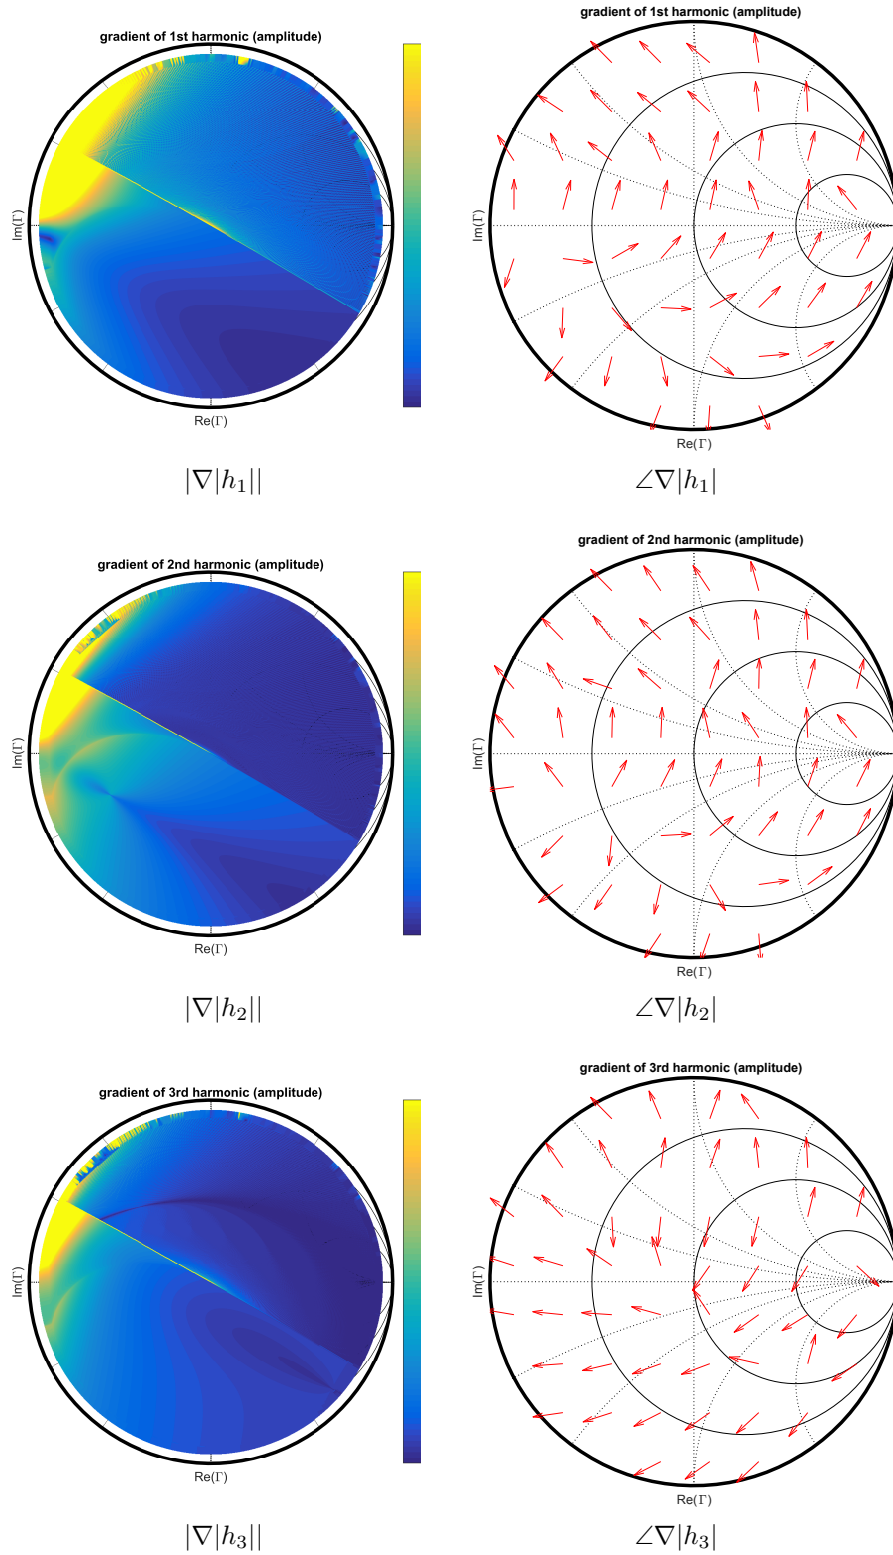 gradient of 1st harmonic (amplitude)
gradient of 1st harmonic (amplitude)
Im(Γ)
Im(Γ)
Re(Γ)
Re(Γ)
|∇|h₁||
∠∇|h₁|
gradient of 2nd harmonic (amplitude)
gradient of 2nd harmonic (amplitude)
Im(Γ)
Im(Γ)
Re(Γ)
Re(Γ)
|∇|h₂||
∠∇|h₂|
gradient of 3rd harmonic (amplitude)
gradient of 3rd harmonic (amplitude)
Im(Γ)
Im(Γ)
Re(Γ)
Re(Γ)
|∇|h₃||
∠∇|h₃|